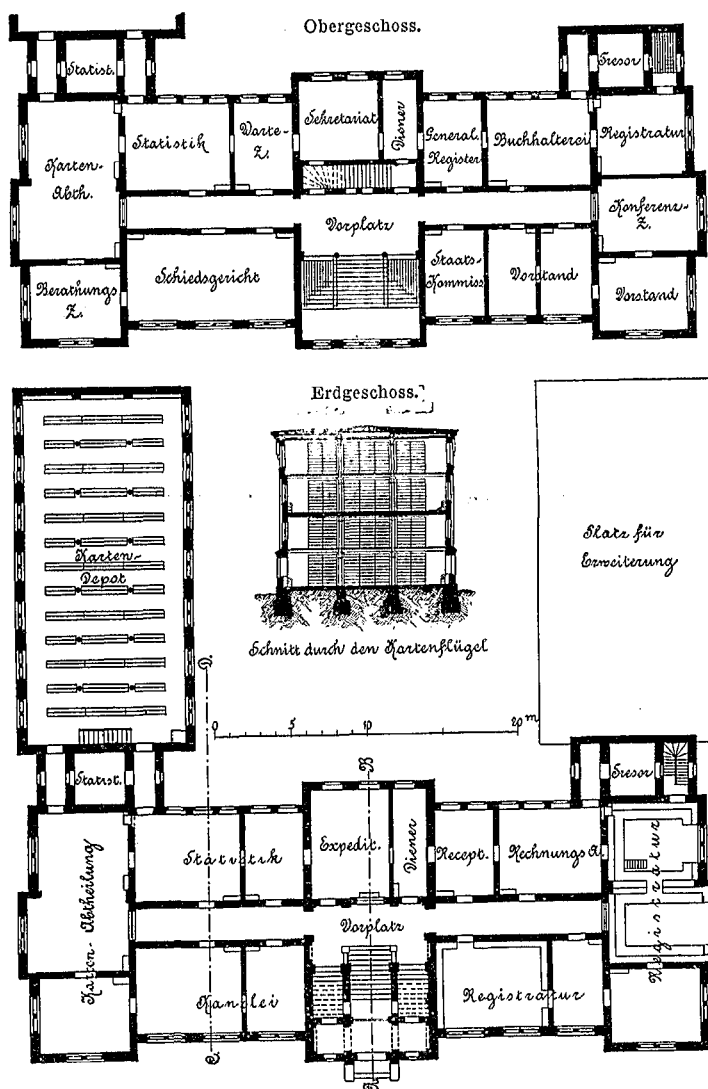 Obergeschoss.
Statist.
Tresor
Statistik
Warte-
Z.
Sekretariat
Diener
General.
Register
Buchhalterei
Registratur
Karten-
Abth.
Vorplatz
Konferenz-
Z.
Berathungs
Z.
Schiedsgericht
Staats-
Kommiss
Vorstand
Vorstand
Erdgeschoss.
Karten-
Depot
Platz für
Erweiterung
Schnitt durch den Kartenflügel
D.
0 5 10 20 m
B
Statist.
Tresor
Karten-Abtheilung
Statistik
Expedit.
Diener
Recept.
Rechnungs A.
Registratur
Vorplatz
Kanzlei
Registratur
C.
A